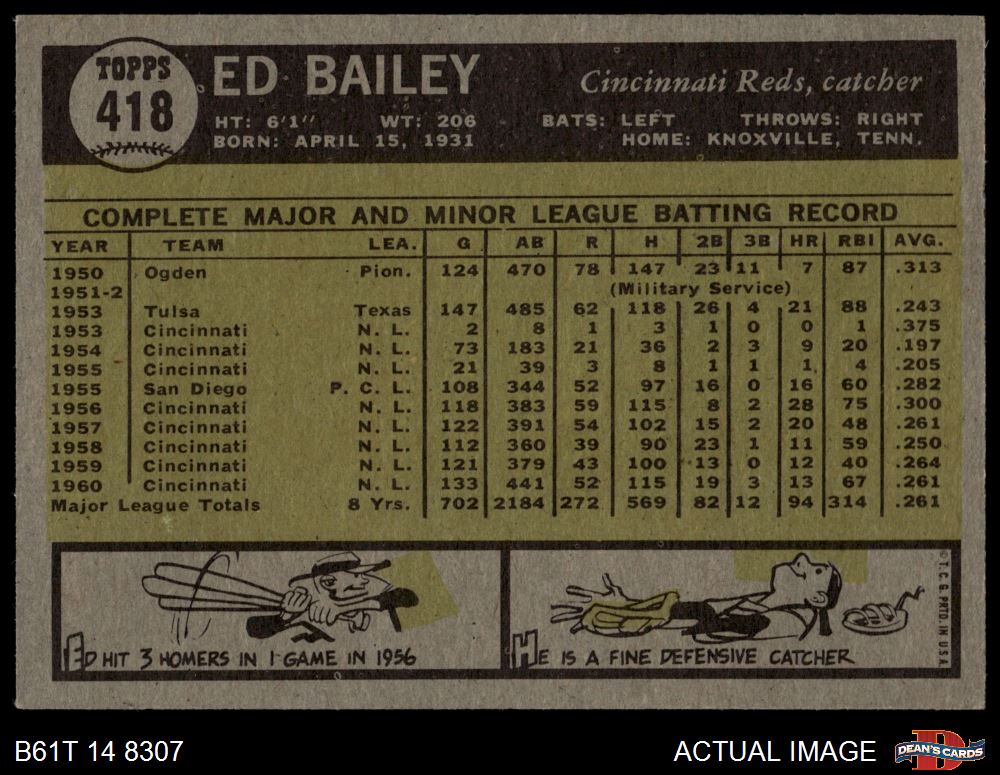 TOPPS
418
ED BAILEY
Cincinnati Reds, catcher
HT: 6'1" WT: 206 BATS: LEFT THROWS: RIGHT
BORN: APRIL 15, 1931 HOME: KNOXVILLE, TENN.
COMPLETE MAJOR AND MINOR LEAGUE BATTING RECORD
YEAR TEAM LEA. G AB R H 2B 3B HR RBI AVG.
1950 Ogden Pion. 124 470 78 147 23 11 7 87 .313
1951-2 (Military Service)
1953 Tulsa Texas 147 485 62 118 26 4 21 88 .243
1953 Cincinnati N. L. 2 8 1 3 1 0 0 1 .375
1954 Cincinnati N. L. 73 183 21 36 2 3 9 20 .197
1955 Cincinnati N. L. 21 39 3 8 1 1 1 4 .205
1955 San Diego P. C. L. 108 344 52 97 16 0 16 60 .282
1956 Cincinnati N. L. 118 383 59 115 8 2 28 75 .300
1957 Cincinnati N. L. 122 391 54 102 15 2 20 48 .261
1958 Cincinnati N. L. 112 360 39 90 23 1 11 59 .250
1959 Cincinnati N. L. 121 379 43 100 13 0 12 40 .264
1960 Cincinnati N. L. 133 441 52 115 19 3 13 67 .261
Major League Totals 8 Yrs. 702 2184 272 569 82 12 94 314 .261
ED HIT 3 HOMERS IN 1 GAME IN 1956
HE IS A FINE DEFENSIVE CATCHER
© T.C.G. PRTD. IN U.S.A.
B61T 14 8307
ACTUAL IMAGE
DEAN'S CARDS